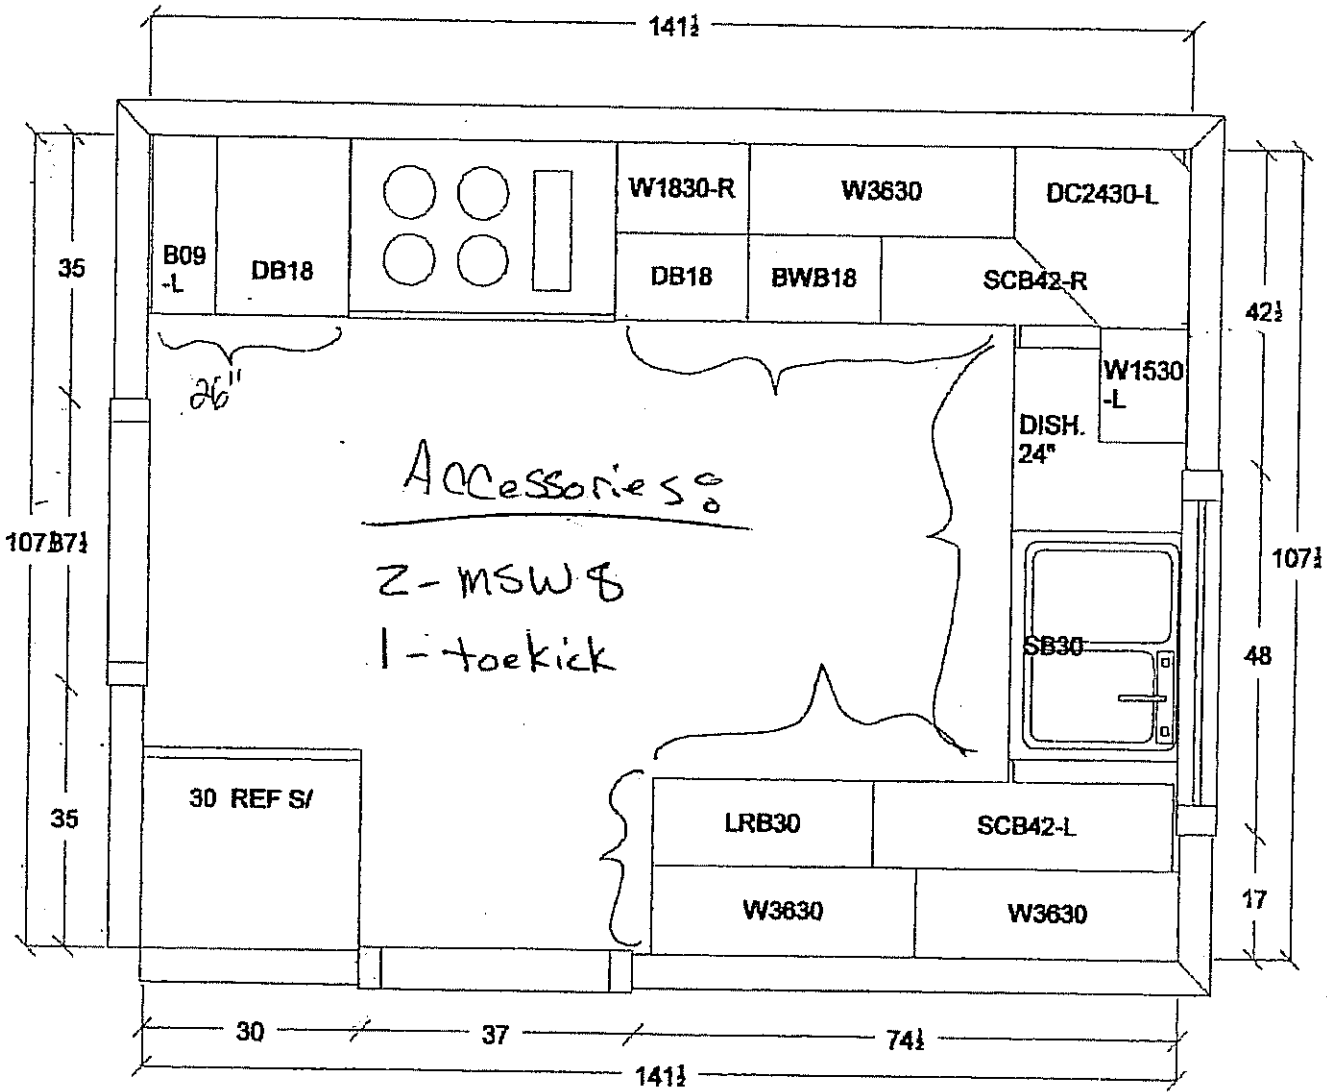 141½
W1830-R
W3630
DC2430-L
B09
-L
DB18
DB18
BWB18
SCB42-R
35
42½
26"
W1530
-L
DISH.
24"
Accessories:
2-MSW8
1-toekick
107½
37½
107½
SB30
48
30 REF S/
35
LRB30
SCB42-L
W3630
W3630
17
30
37
74½
141½